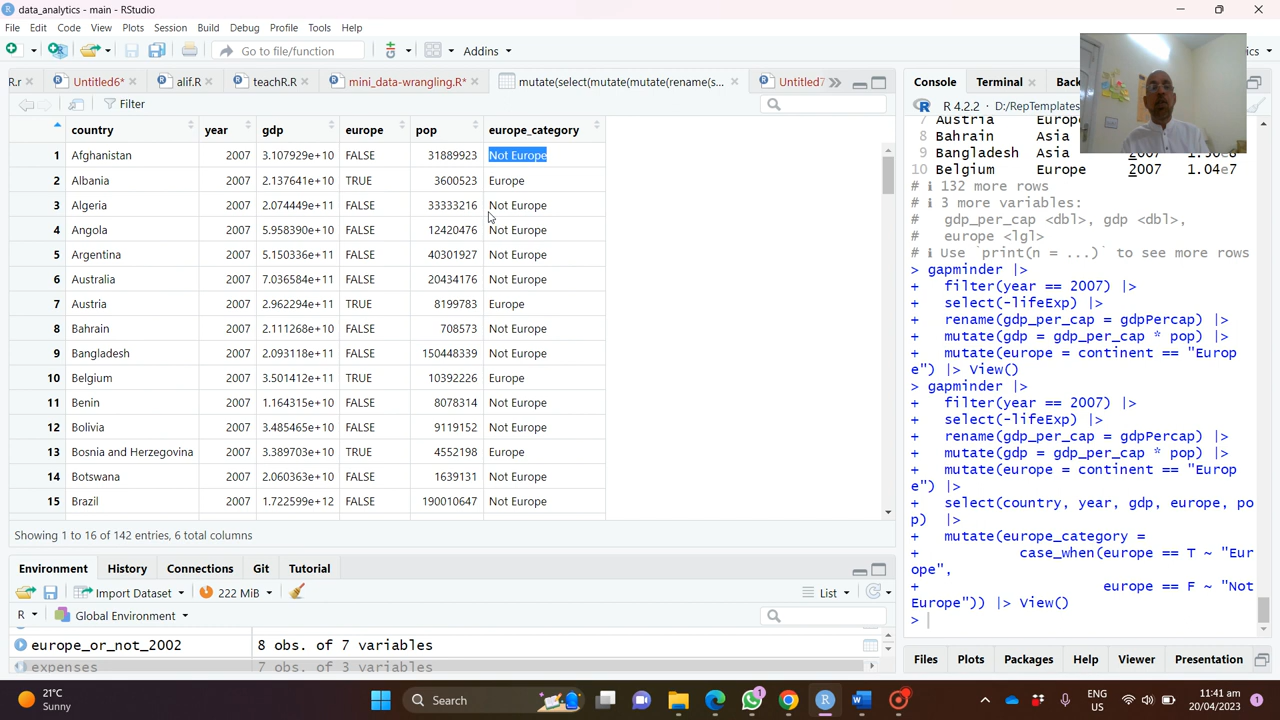 data_analytics - main - RStudio
File Edit Code View Plots Session Build Debug Profile Tools Help
Go to file/function Addins
R.r Untitled6* alif.R teachR.R mini_data-wrangling.R* mutate(select(mutate(mutate(rename(s... Untitled7
Filter
country year gdp europe pop europe_category
1 Afghanistan 2007 3.107929e+10 FALSE 31889923 Not Europe
2 Albania 2007 2.137641e+10 TRUE 3600523 Europe
3 Algeria 2007 2.074449e+11 FALSE 33333216 Not Europe
4 Angola 2007 5.958390e+10 FALSE 12420476 Not Europe
5 Argentina 2007 5.150336e+11 FALSE 40301927 Not Europe
6 Australia 2007 7.036584e+11 FALSE 20434176 Not Europe
7 Austria 2007 2.962294e+11 TRUE 8199783 Europe
8 Bahrain 2007 2.111268e+10 FALSE 708573 Not Europe
9 Bangladesh 2007 2.093118e+11 FALSE 150448339 Not Europe
10 Belgium 2007 3.501412e+11 TRUE 10392226 Europe
11 Benin 2007 1.164315e+10 FALSE 8078314 Not Europe
12 Bolivia 2007 3.485465e+10 FALSE 9119152 Not Europe
13 Bosnia and Herzegovina 2007 3.389703e+10 TRUE 4552198 Europe
14 Botswana 2007 2.060363e+10 FALSE 1639131 Not Europe
15 Brazil 2007 1.722599e+12 FALSE 190010647 Not Europe
Showing 1 to 16 of 142 entries, 6 total columns
Environment History Connections Git Tutorial
Import Dataset 222 MiB List
R Global Environment
europe_or_not_2002 8 obs. of 7 variables
expenses 7 obs. of 3 variables
Console Terminal
R 4.2.2 · D:/RepTemplates
7 Austria
8 Bahrain Asia
9 Bangladesh Asia 2007
10 Belgium Europe 2007 1.04e7
# ℹ 132 more rows
# ℹ 3 more variables:
# gdp_per_cap <dbl>, gdp <dbl>,
# europe <lgl>
# ℹ Use `print(n = ...)` to see more rows
> gapminder |>
+ filter(year == 2007) |>
+ select(-lifeExp) |>
+ rename(gdp_per_cap = gdpPercap) |>
+ mutate(gdp = gdp_per_cap * pop) |>
+ mutate(europe = continent == "Europ
e") |> View()
> gapminder |>
+ filter(year == 2007) |>
+ select(-lifeExp) |>
+ rename(gdp_per_cap = gdpPercap) |>
+ mutate(gdp = gdp_per_cap * pop) |>
+ mutate(europe = continent == "Europ
e") |>
+ select(country, year, gdp, europe, po
p) |>
+ mutate(europe_category =
+ case_when(europe == T ~ "Eur
ope",
+ europe == F ~ "Not
Europe")) |> View()
>
Files Plots Packages Help Viewer Presentation
21°C
Sunny
Search
ENG
US
11:41 am
20/04/2023
1